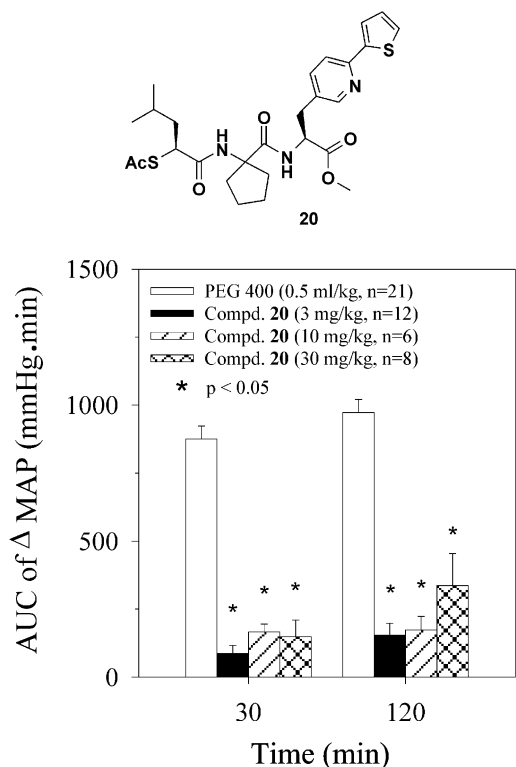 S
N
H
N
O
N
H
O
AcS
O
O
20
1500
1000
500
0
AUC of Δ MAP (mmHg.min)
PEG 400 (0.5 ml/kg, n=21)
Compd. 20 (3 mg/kg, n=12)
Compd. 20 (10 mg/kg, n=6)
Compd. 20 (30 mg/kg, n=8)
* p < 0.05
* * *
* * *
30 120
Time (min)